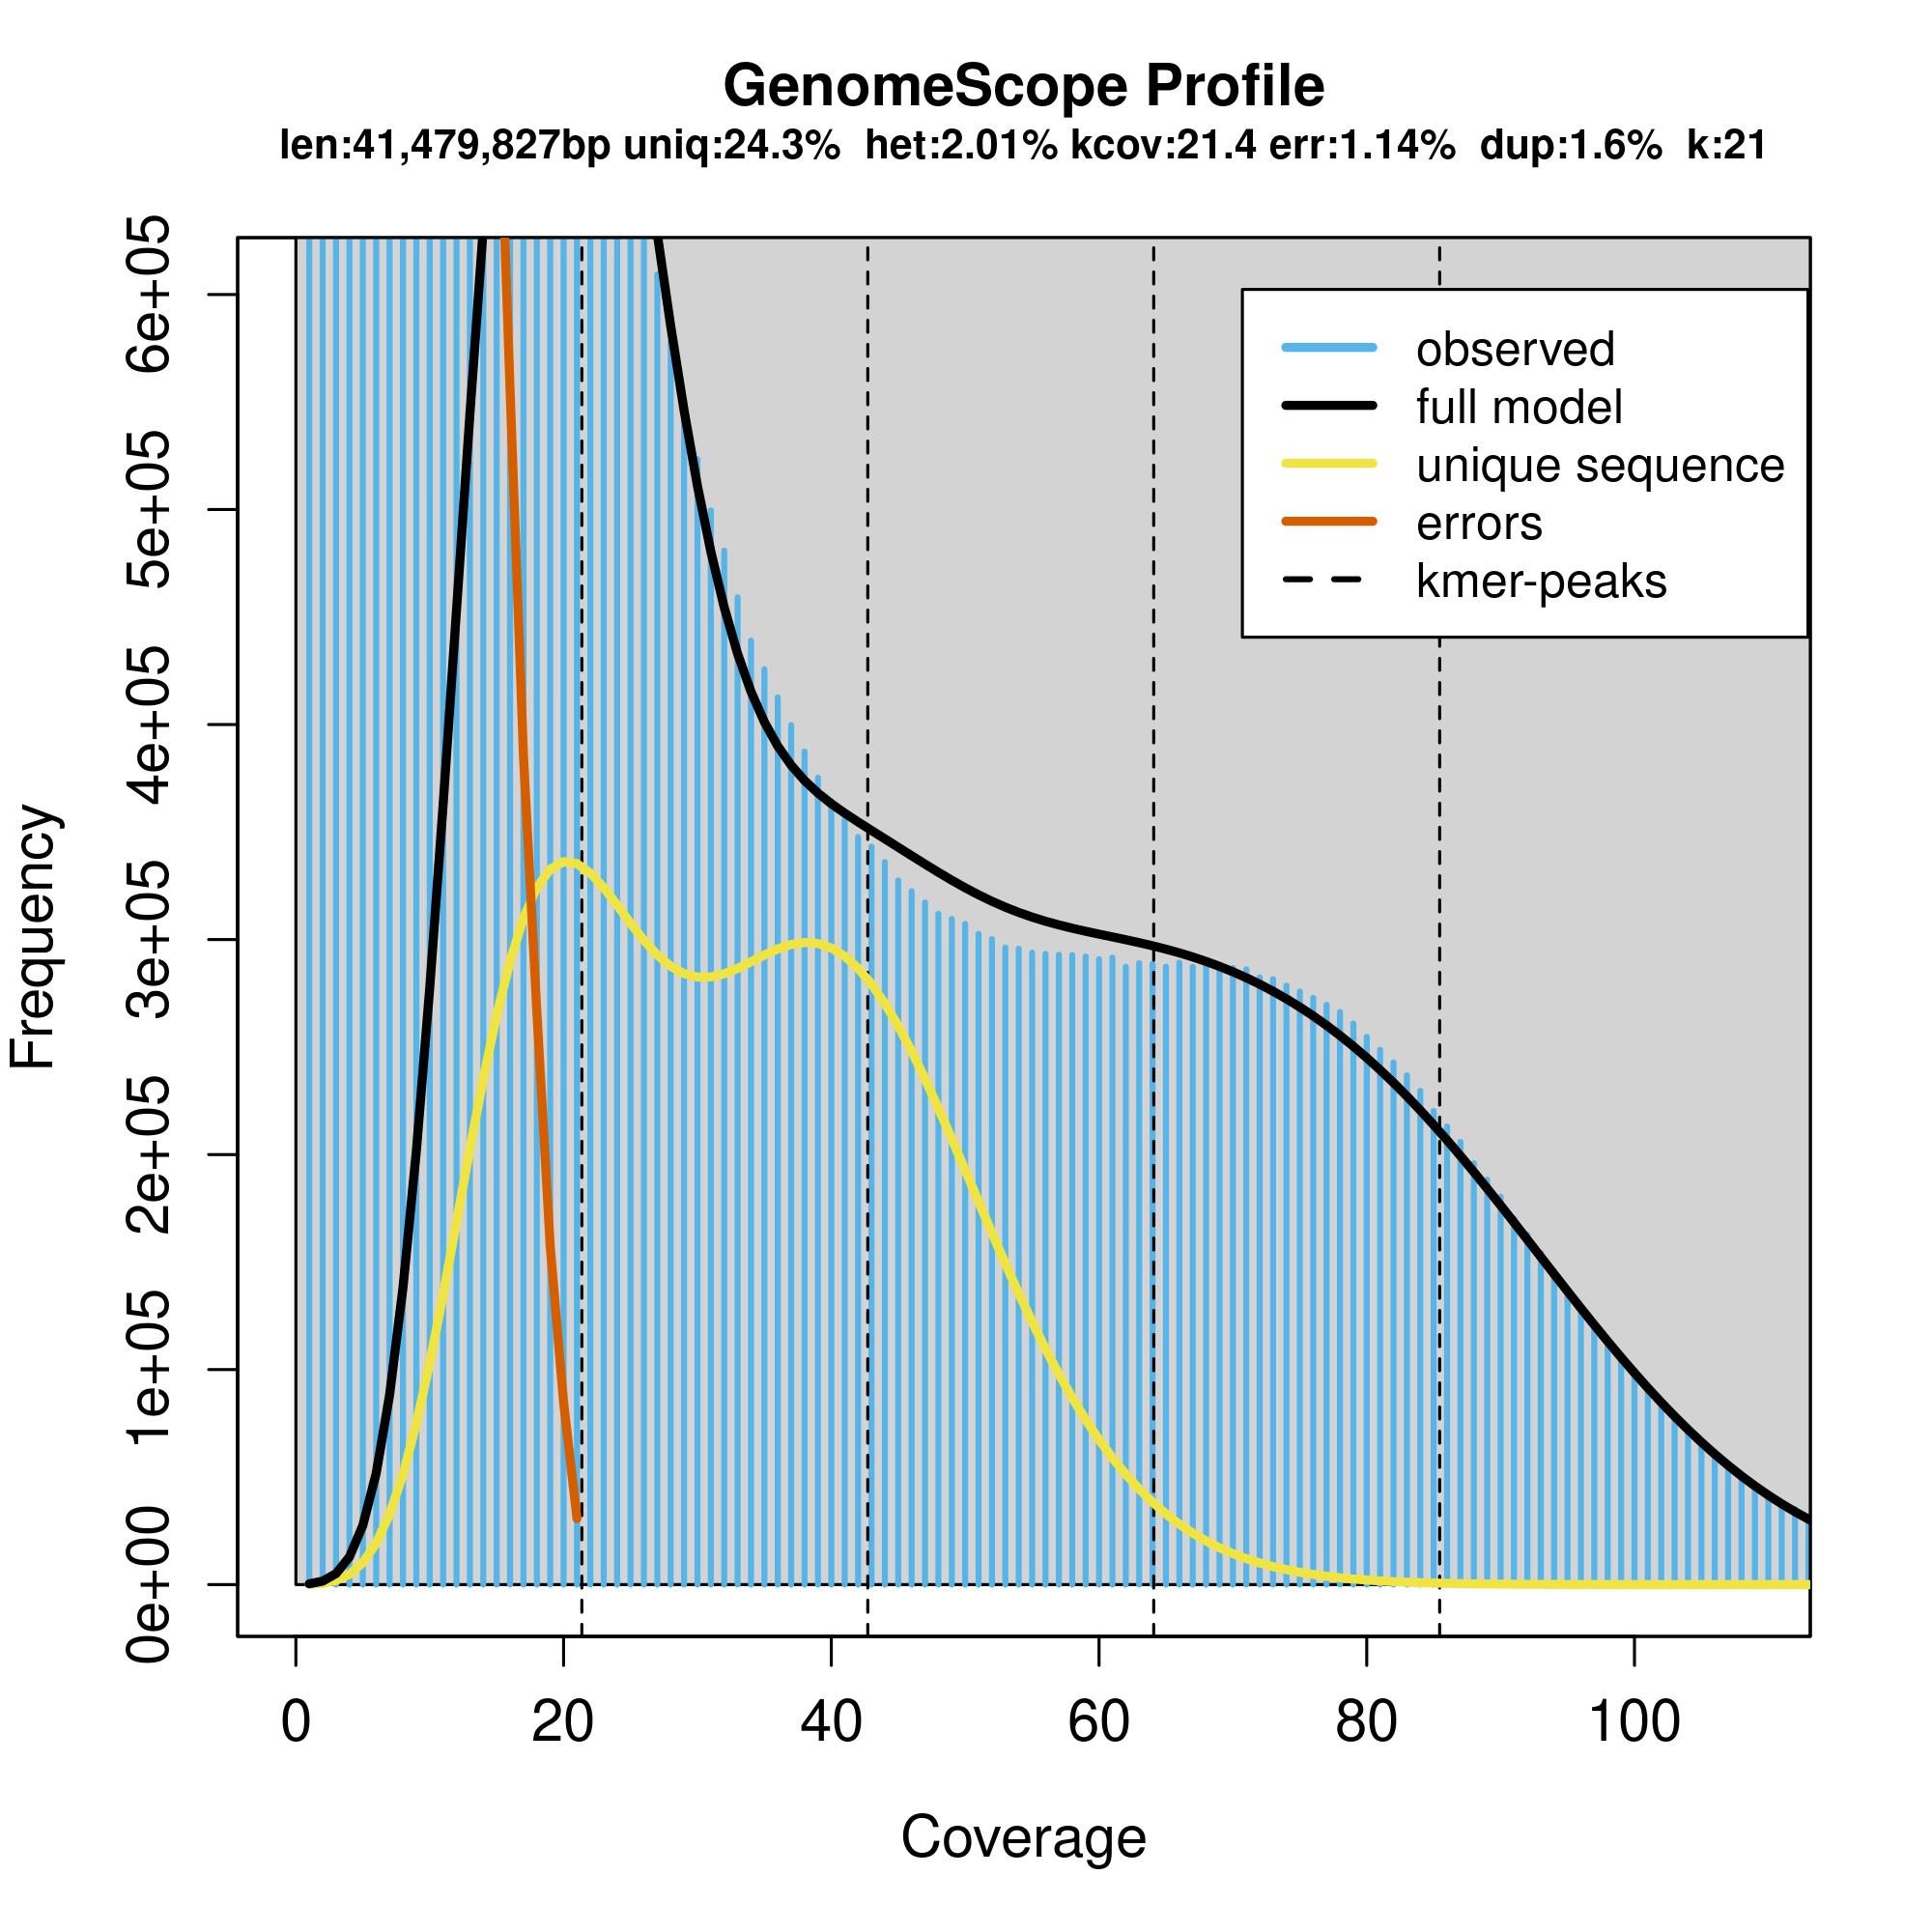 GenomeScope Profile
len:41,479,827bp uniq:24.3% het:2.01% kcov:21.4 err:1.14% dup:1.6% k:21
observed
full model
unique sequence
errors
kmer-peaks
Frequency
6e+05
5e+05
4e+05
3e+05
2e+05
1e+05
0e+00
0 20 40 60 80 100
Coverage